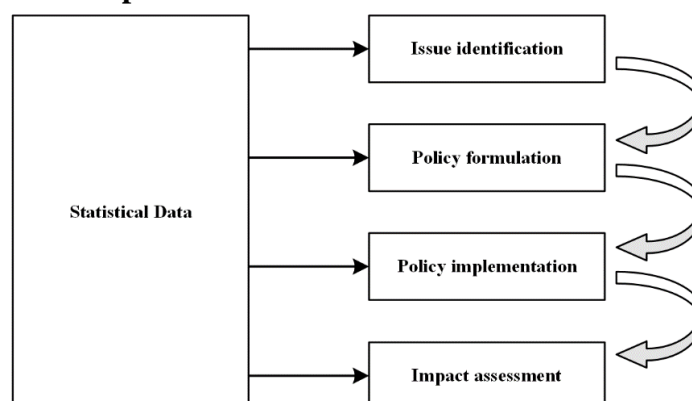 Issue identification
Policy formulation
Statistical Data
Policy implementation
Impact assessment